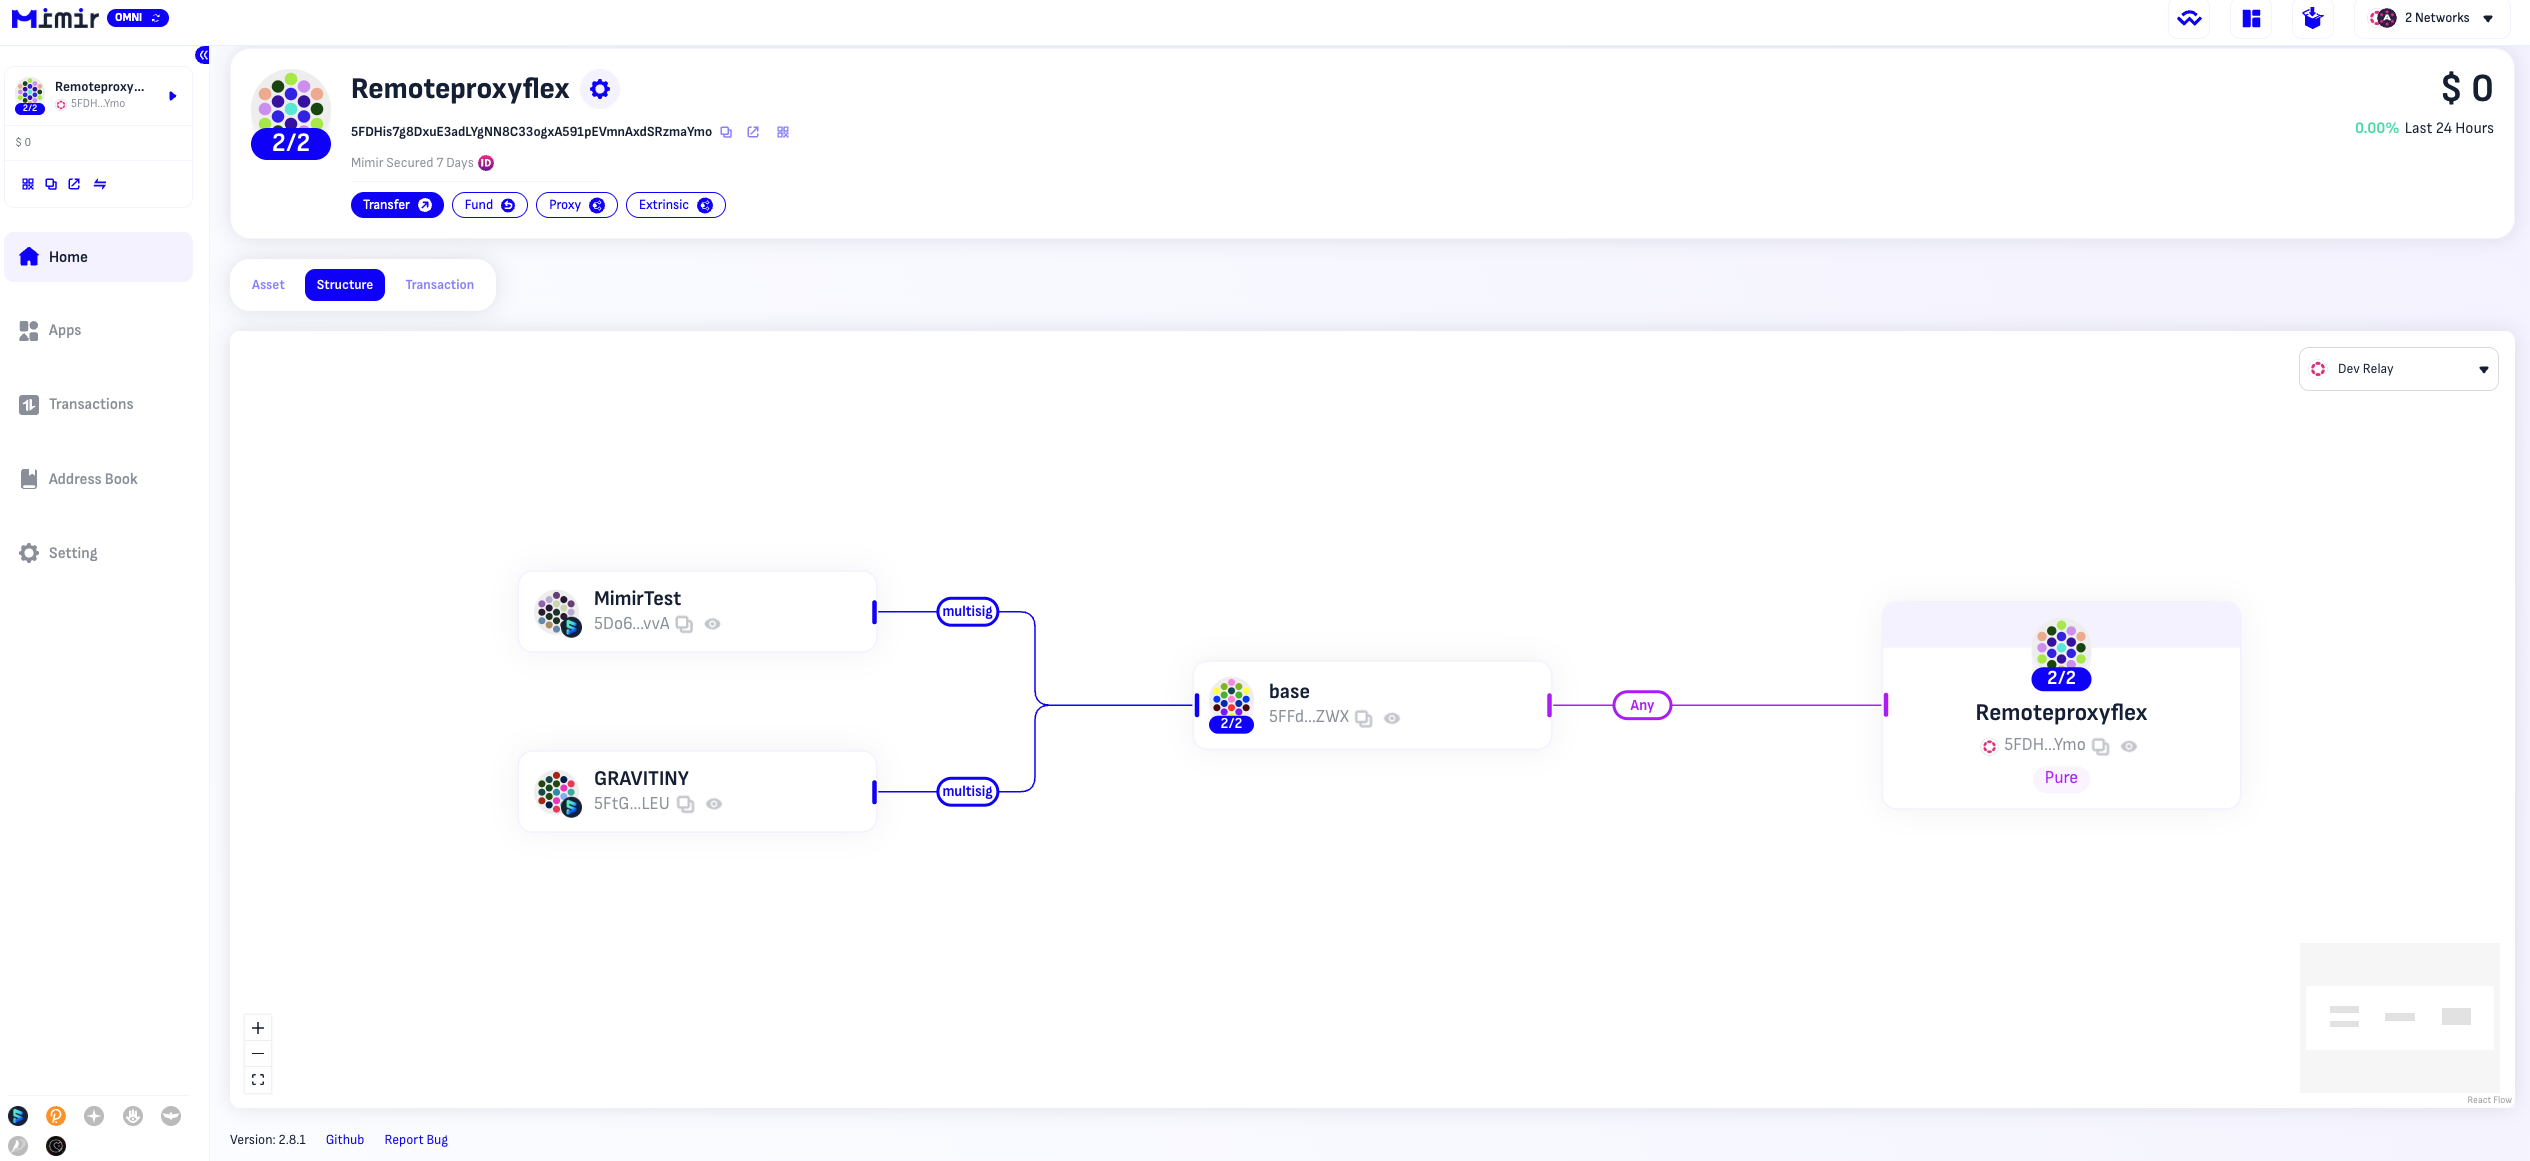 Mimir OMNI
2 Networks
Remoteproxy...
5FDH...Ymo
2/2
$ 0
Home
Apps
Transactions
Address Book
Setting
2/2
Remoteproxyflex
5FDHis7g8DxuE3adLYgNN8C33ogxA591pEVmnAxdSRzmaYmo
Mimir Secured 7 Days ID
Transfer
Fund
Proxy
Extrinsic
$ 0
0.00% Last 24 Hours
Asset
Structure
Transaction
Dev Relay
MimirTest
5Do6...vvA
multisig
GRAVITINY
5FtG...LEU
multisig
base
5FFd...ZWX
2/2
Any
2/2
Remoteproxyflex
5FDH...Ymo
Pure
React Flow
Version: 2.8.1
Github
Report Bug